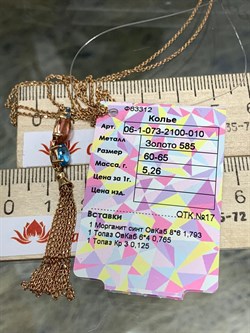 Ф03312
Колье
Арт. 06-1-073-2100-010
Металл Золото 585
Размер 60-65
Масса, г. 5,26
Цена за 1г.
Цена изд.
Вставки ОТК №17
1 Морганит синт ОвКаб 8*6 1,793
1 Топаз ОвКаб 6*4 0,765
1 Топаз Кр 3 0,125